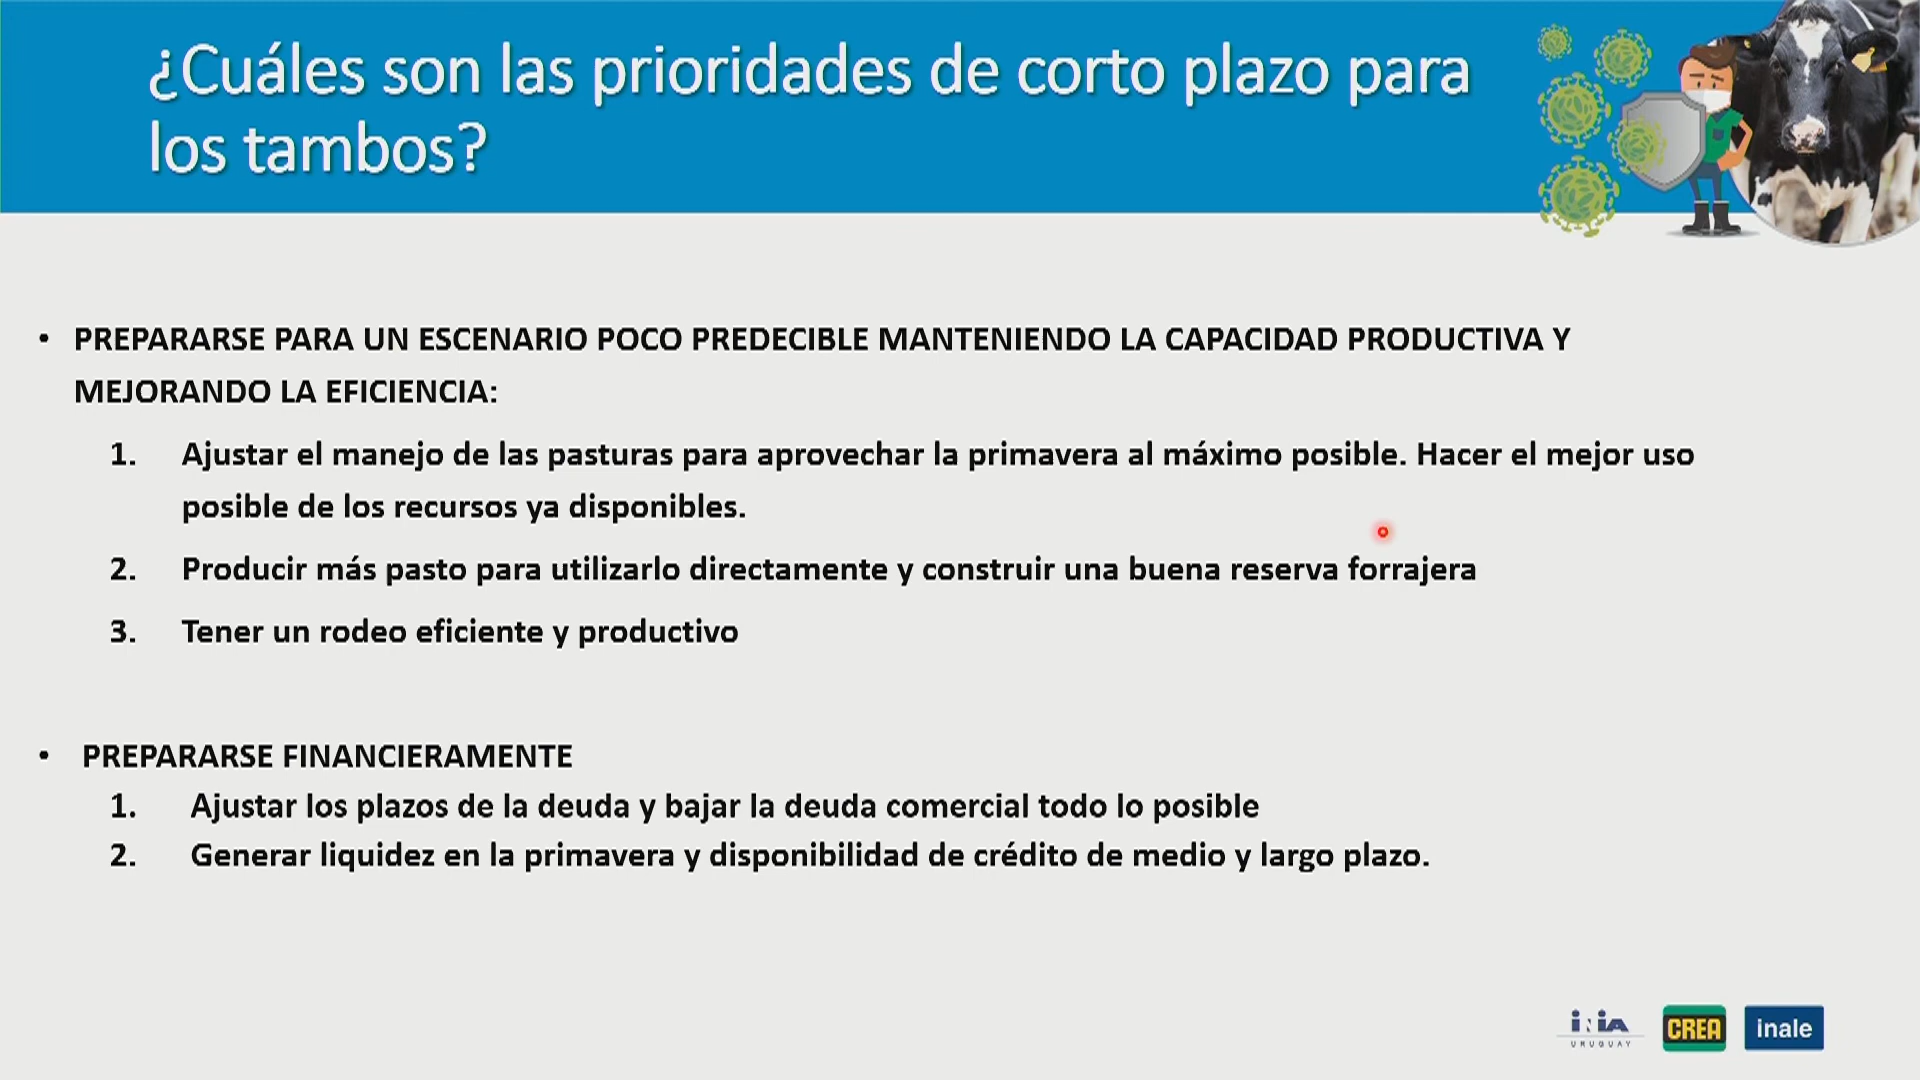 ¿Cuáles son las prioridades de corto plazo para
los tambos?
• PREPARARSE PARA UN ESCENARIO POCO PREDECIBLE MANTENIENDO LA CAPACIDAD PRODUCTIVA Y
MEJORANDO LA EFICIENCIA:
1. Ajustar el manejo de las pasturas para aprovechar la primavera al máximo posible. Hacer el mejor uso
posible de los recursos ya disponibles.
2. Producir más pasto para utilizarlo directamente y construir una buena reserva forrajera
3. Tener un rodeo eficiente y productivo
• PREPARARSE FINANCIERAMENTE
1. Ajustar los plazos de la deuda y bajar la deuda comercial todo lo posible
2. Generar liquidez en la primavera y disponibilidad de crédito de medio y largo plazo.
inia
URUGUAY
CREA
inale